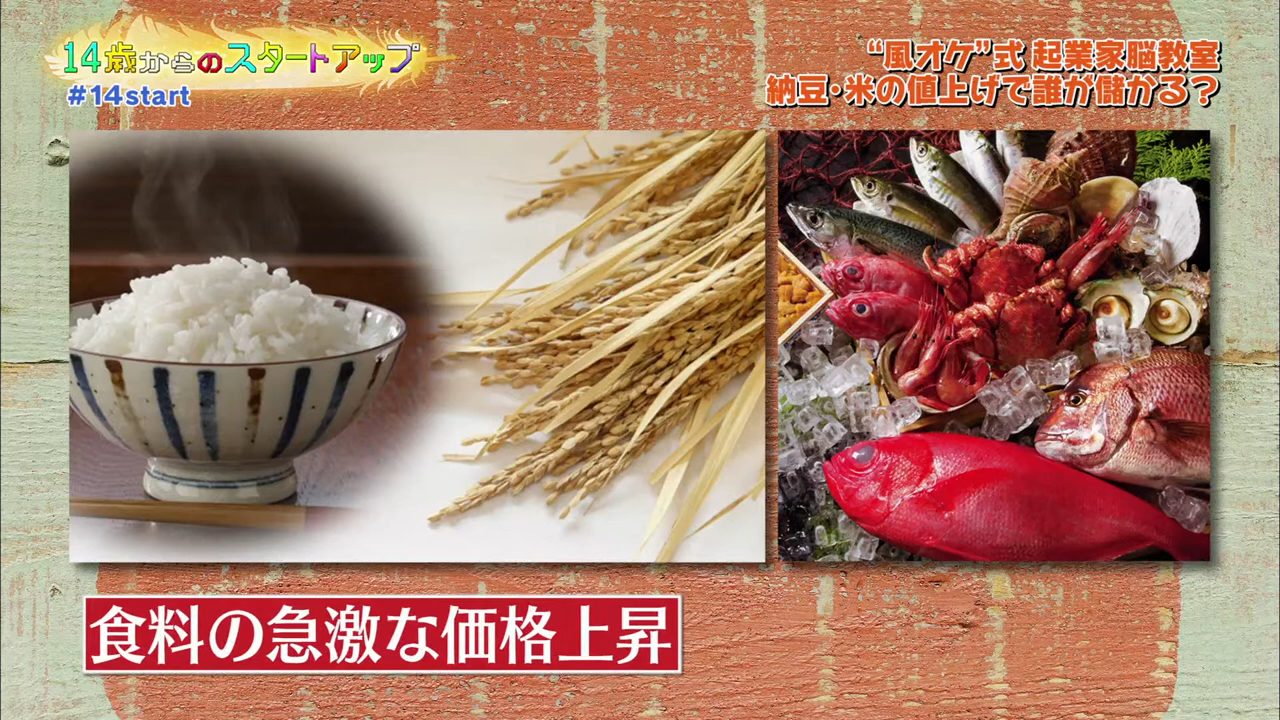 14歳からのスタートアップ
#14start
“風オケ”式 起業家脳教室
納豆・米の値上げで誰が儲かる？
食料の急激な価格上昇